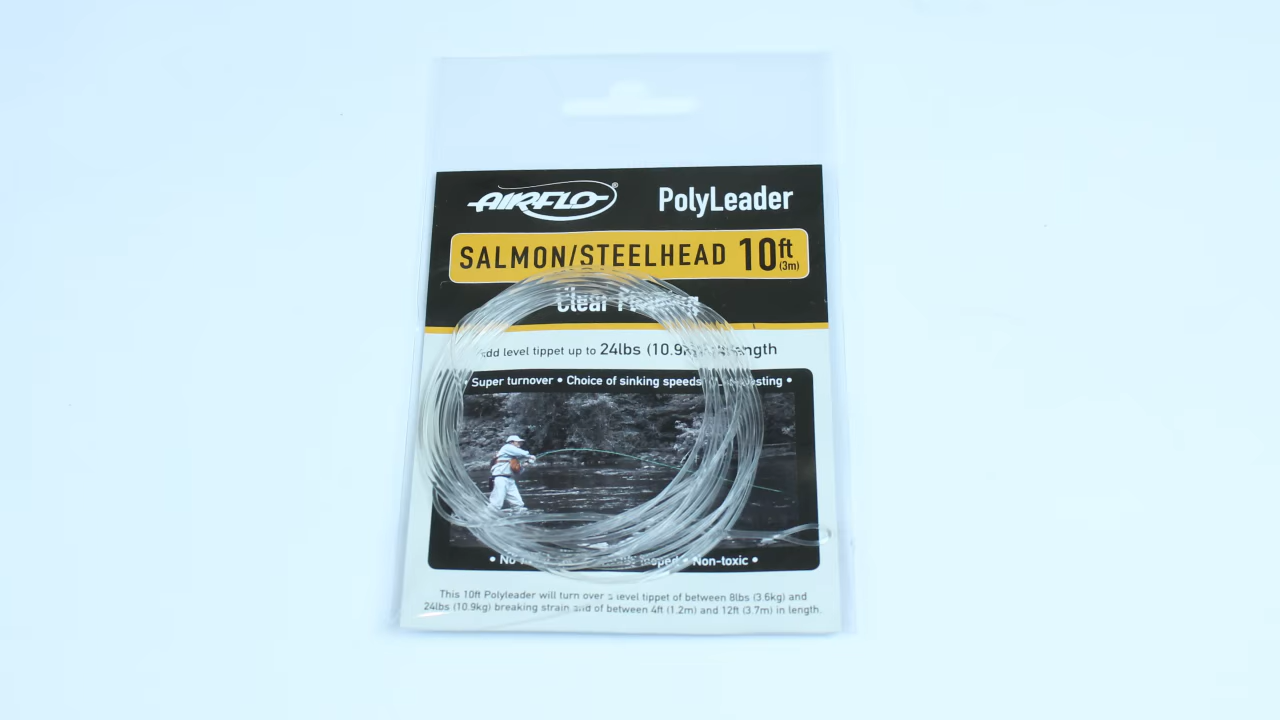 AIRFLO®
PolyLeader
SALMON/STEELHEAD 10ft
(3m)
Clear
level tippet up to 24lbs
• Super turnover • Choice of sinking speeds
• Non-toxic •
This 10ft Polyleader will turn over a level tippet of between 8lbs (3.6kg) and
24lbs (10.9kg) breaking strain and of between 4ft (1.2m) and 12ft (3.7m) in length.